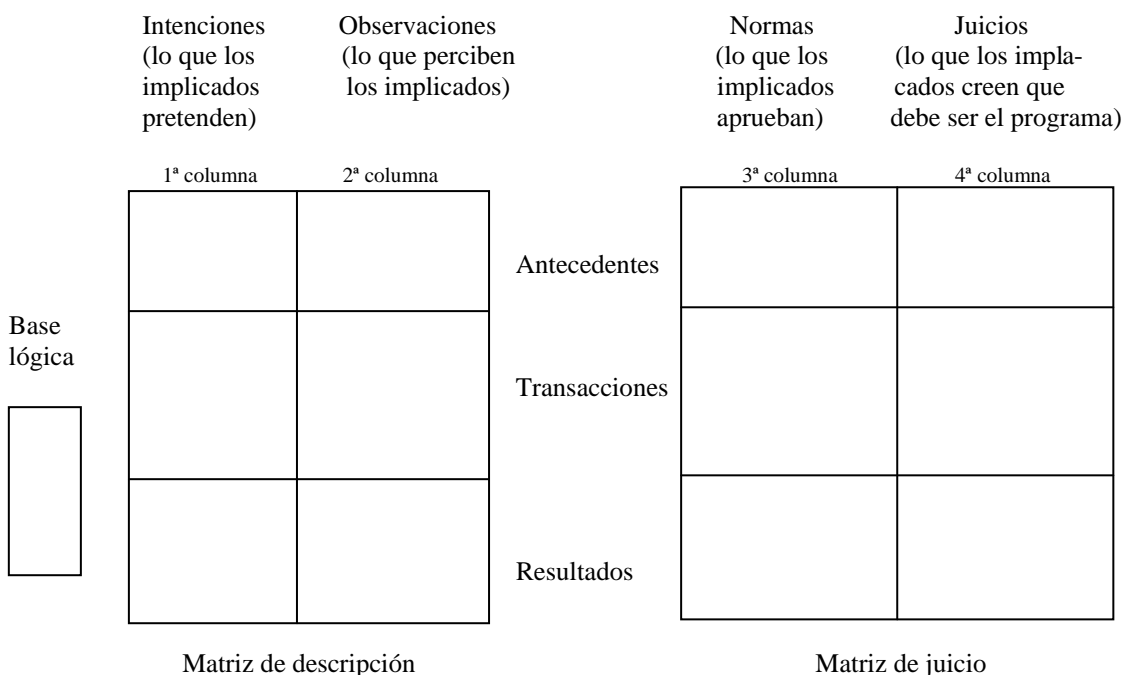 Intenciones
(lo que los
implicados
pretenden)
Observaciones
(lo que perciben
los implicados)
Normas
(lo que los
implicados
aprueban)
Juicios
(lo que los impla-
cados creen que
debe ser el programa)
1ª columna
2ª columna
3ª columna
4ª columna
Antecedentes
Base
lógica
Transacciones
Resultados
Matriz de descripción
Matriz de juicio